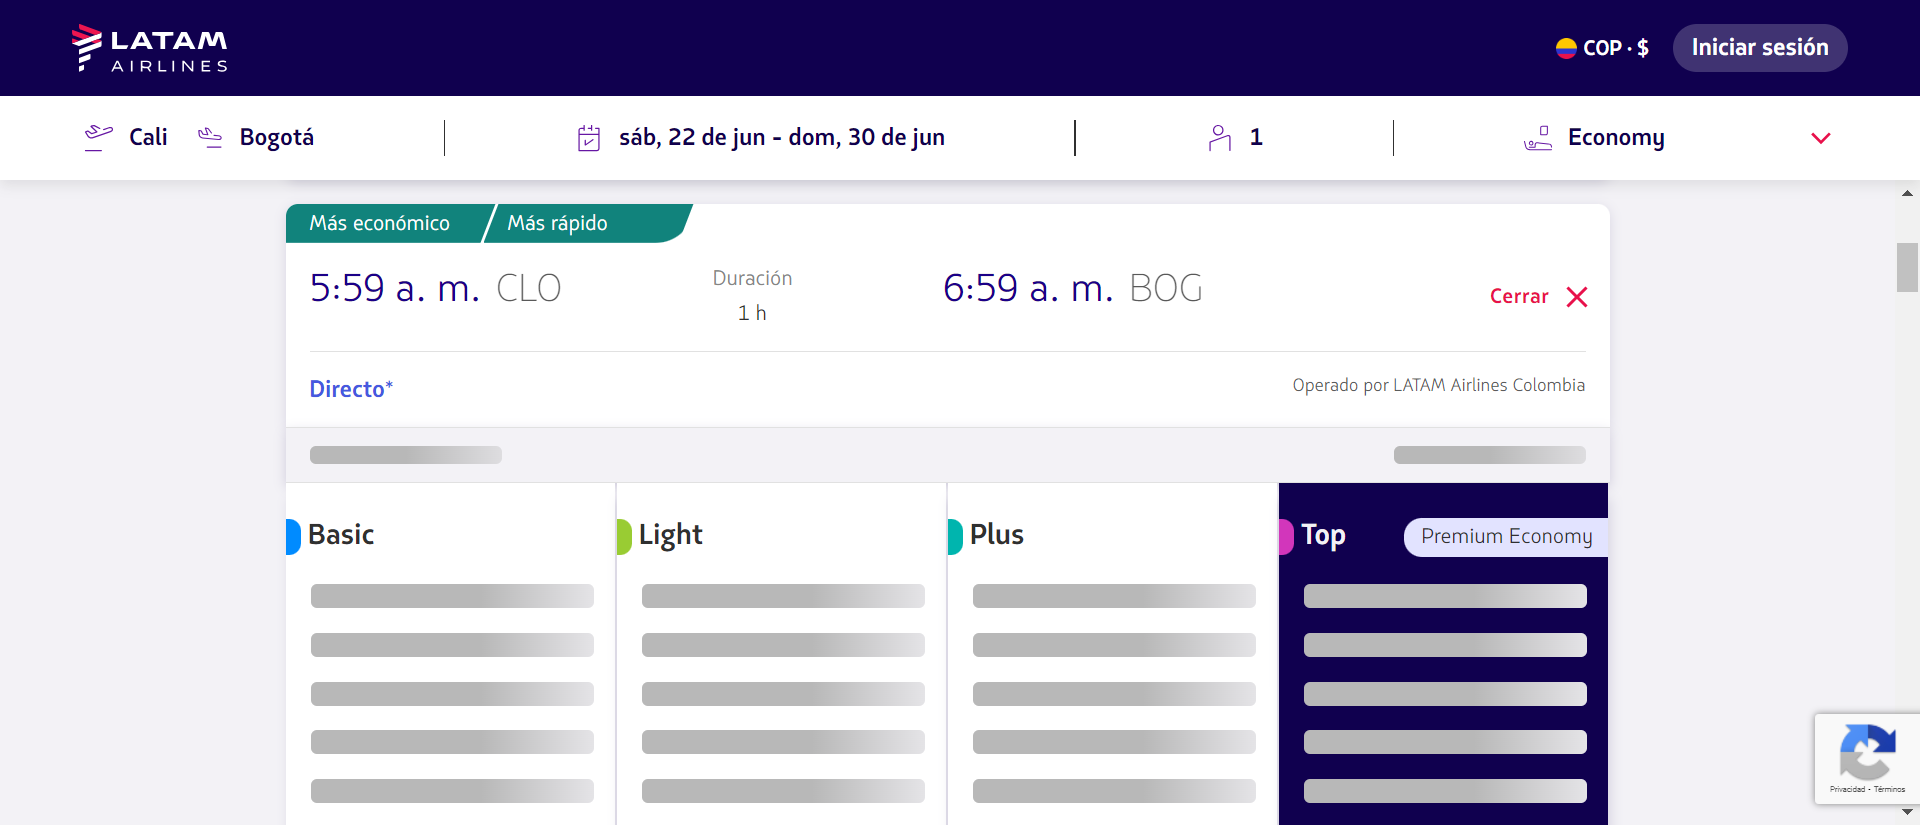 LATAM
AIRLINES
COP · $
Iniciar sesión
Cali
Bogotá
sáb, 22 de jun - dom, 30 de jun
1
Economy
Más económico
Más rápido
5:59 a. m. CLO
Duración
1 h
6:59 a. m. BOG
Cerrar
Directo*
Operado por LATAM Airlines Colombia
Basic
Light
Plus
Top
Premium Economy
Privacidad - Términos